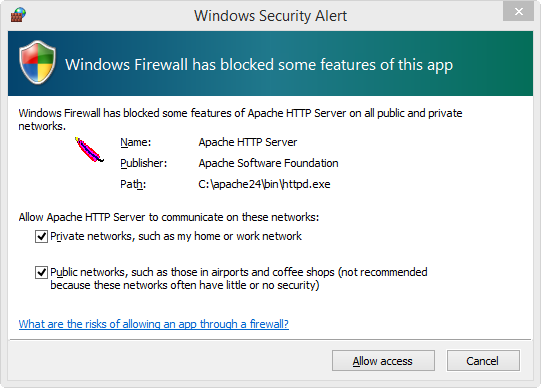 Windows Security Alert
Windows Firewall has blocked some features of this app
Windows Firewall has blocked some features of Apache HTTP Server on all public and private
networks.
Name: Apache HTTP Server
Publisher: Apache Software Foundation
Path: C:\apache24\bin\httpd.exe
Allow Apache HTTP Server to communicate on these networks:
Private networks, such as my home or work network
Public networks, such as those in airports and coffee shops (not recommended
because these networks often have little or no security)
What are the risks of allowing an app through a firewall?
Allow access Cancel